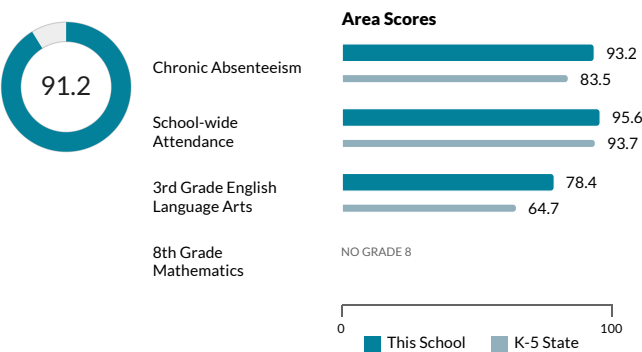 Area Scores
91.2
Chronic Absenteeism
93.2
83.5
School-wide
Attendance
95.6
93.7
3rd Grade English
Language Arts
78.4
64.7
8th Grade
Mathematics
NO GRADE 8
0
100
This School
K-5 State